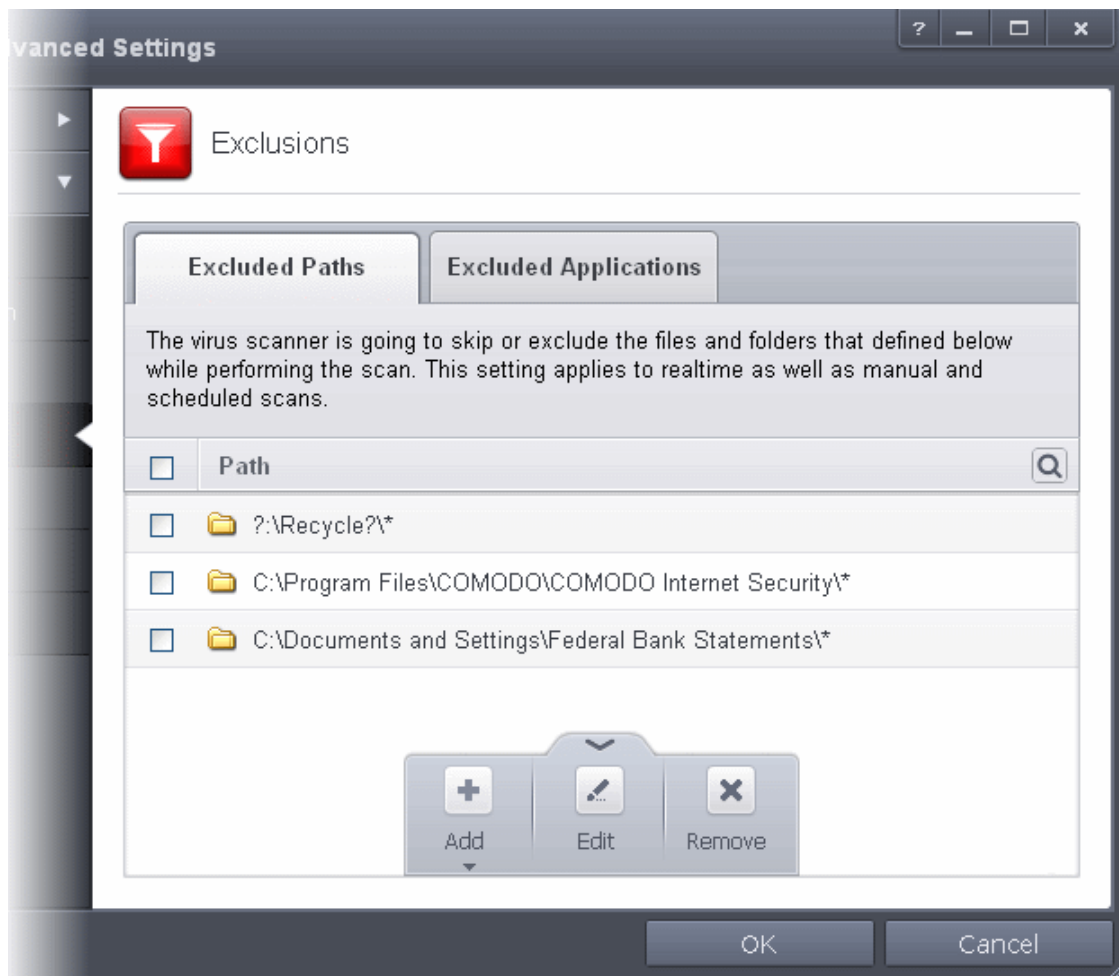 vanced Settings
?
Exclusions
Excluded Paths
Excluded Applications
The virus scanner is going to skip or exclude the files and folders that defined below
while performing the scan. This setting applies to realtime as well as manual and
scheduled scans.
Path
?:\Recycle?\*
C:\Program Files\COMODO\COMODO Internet Security\*
C:\Documents and Settings\Federal Bank Statements\*
Add
Edit
Remove
OK
Cancel